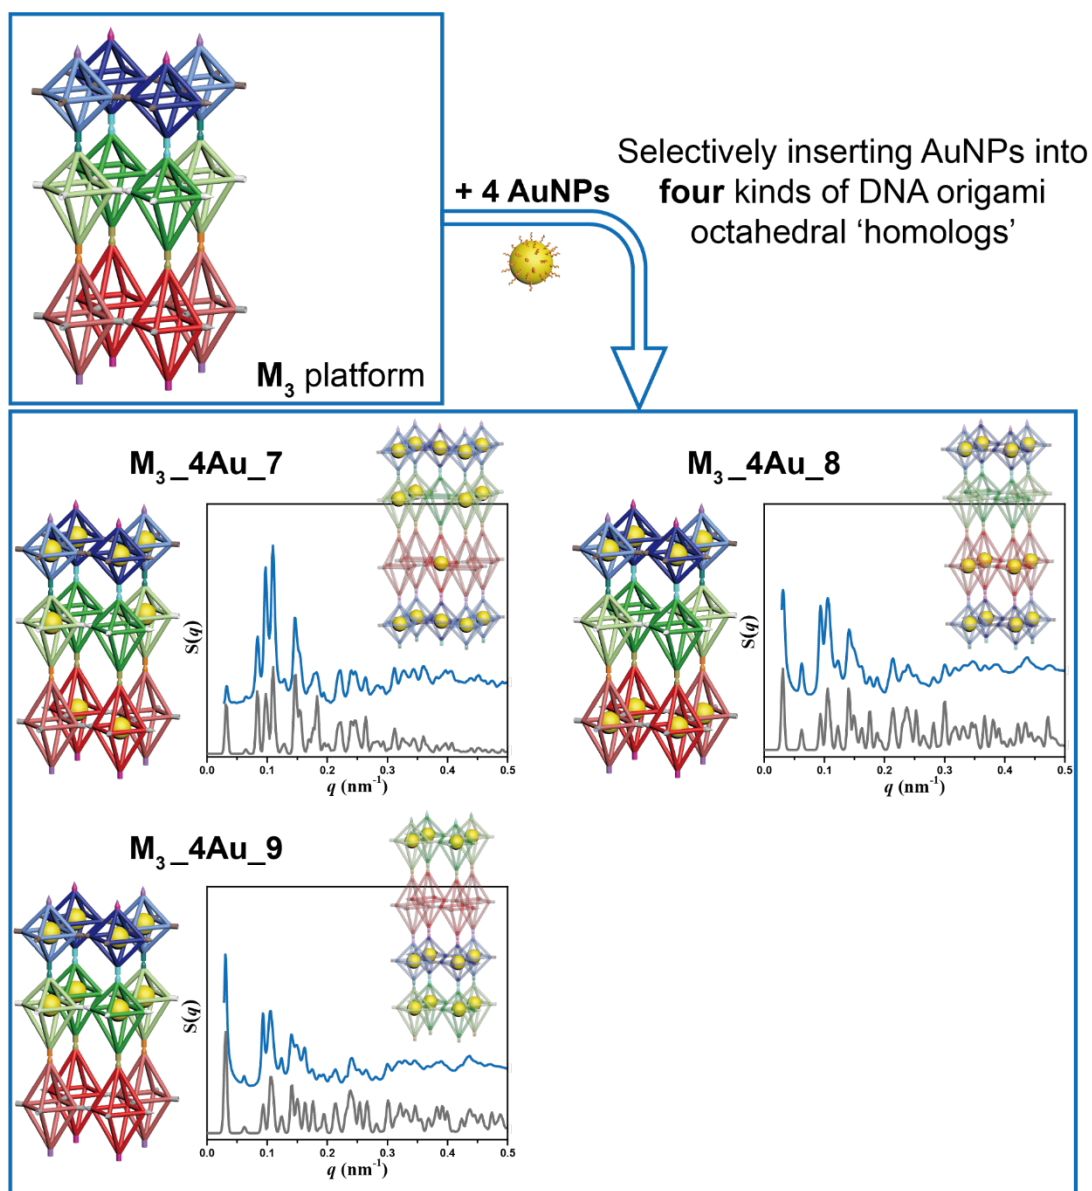 Selectively inserting AuNPs into
+ 4 AuNPs
four kinds of DNA origami
octahedral ‘homologs’
M3 platform
M3_4Au_7
M3_4Au_8
S(q)
S(q)
0.0 0.1 0.2 0.3 0.4 0.5
0.0 0.1 0.2 0.3 0.4 0.5
q (nm-1)
q (nm-1)
M3_4Au_9
S(q)
0.0 0.1 0.2 0.3 0.4 0.5
q (nm-1)